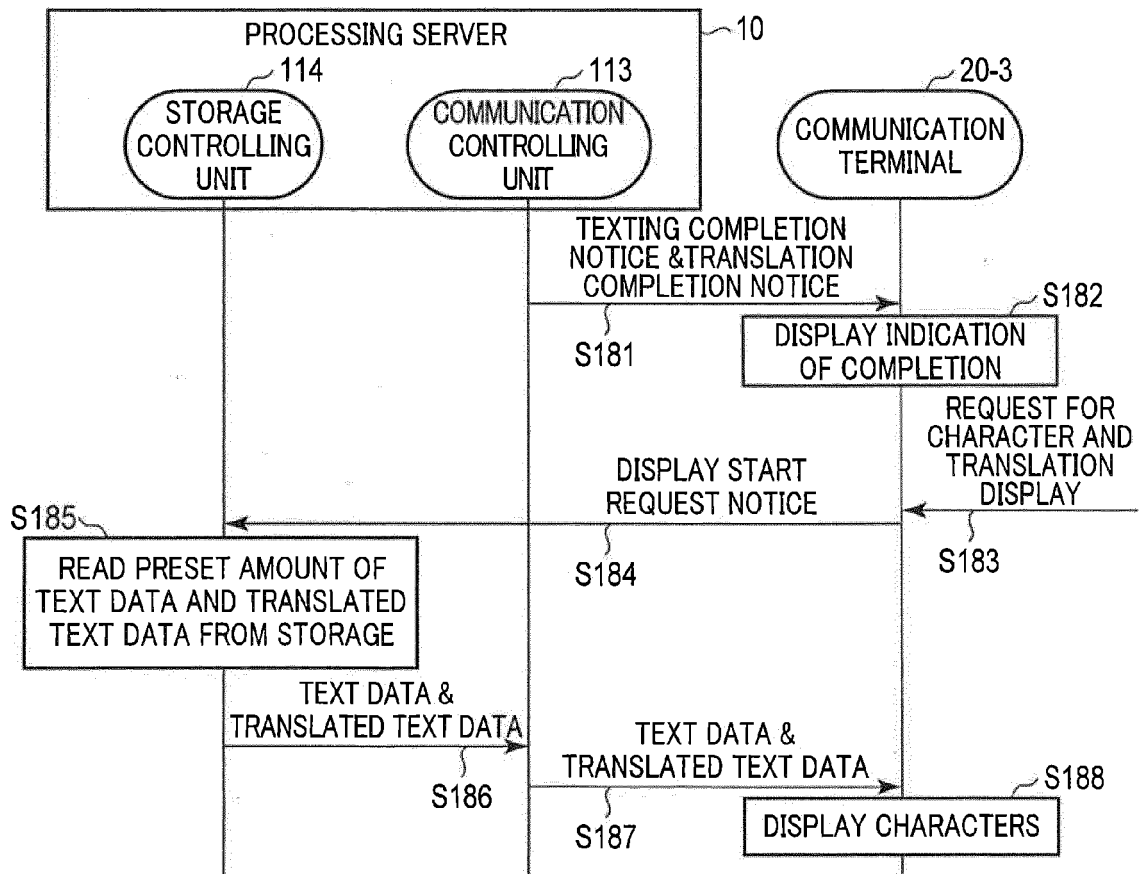 PROCESSING SERVER
10
114
113
20-3
STORAGE
CONTROLLING
UNIT
COMMUNICATION
CONTROLLING
UNIT
COMMUNICATION
TERMINAL
TEXTING COMPLETION
NOTICE &TRANSLATION
COMPLETION NOTICE
S181
S182
DISPLAY INDICATION
OF COMPLETION
REQUEST FOR
CHARACTER AND
TRANSLATION
DISPLAY
S183
DISPLAY START
REQUEST NOTICE
S184
S185
READ PRESET AMOUNT OF
TEXT DATA AND TRANSLATED
TEXT DATA FROM STORAGE
TEXT DATA &
TRANSLATED TEXT DATA
S186
TEXT DATA &
TRANSLATED TEXT DATA
S187
S188
DISPLAY CHARACTERS